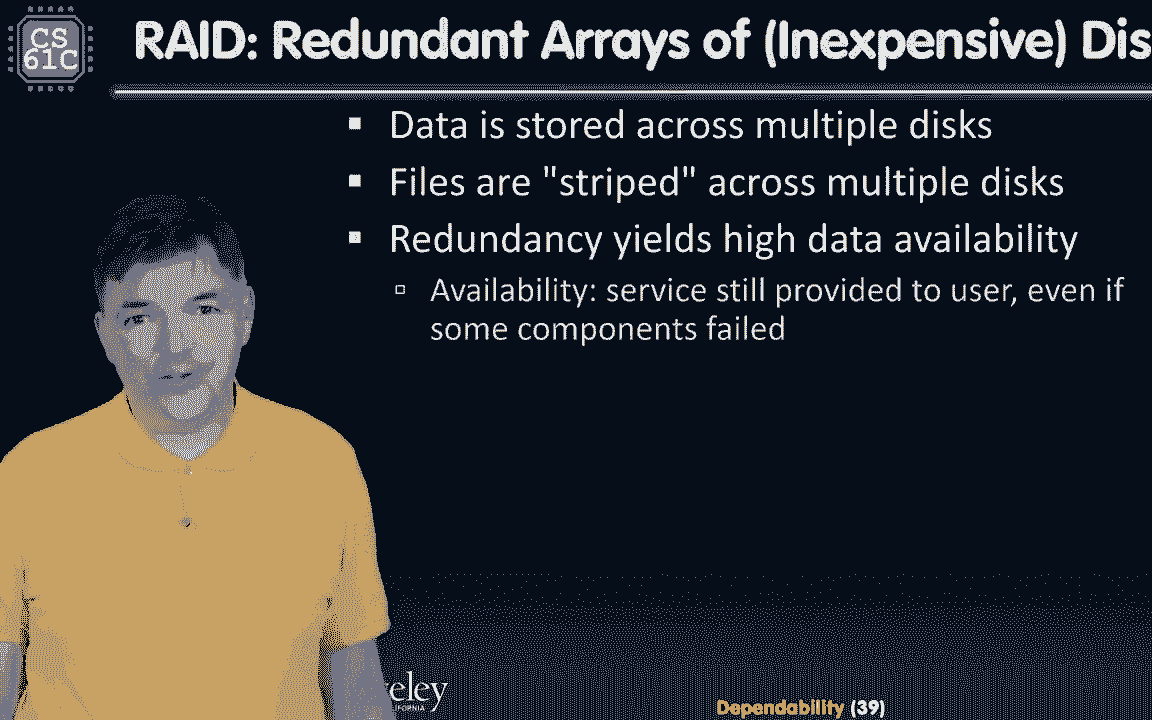 CS
61C
RAID: Redundant Arrays of (Inexpensive) Dis
▪ Data is stored across multiple disks
▪ Files are "striped" across multiple disks
▪ Redundancy yields high data availability
▫ Availability: service still provided to user, even if
some components failed
eley
IFORNIA
Dependability (39)